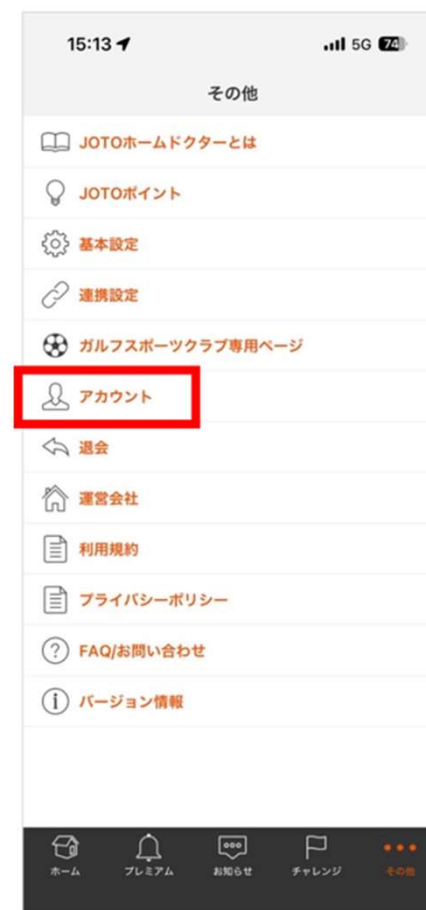 15:13
5G 74
その他
JOTOホームドクターとは
JOTOポイント
基本設定
連携設定
ガルフスポーツクラブ専用ページ
アカウント
退会
運営会社
利用規約
プライバシーポリシー
FAQ/お問い合わせ
バージョン情報
ホーム
プレミアム
お知らせ
チャレンジ
その他